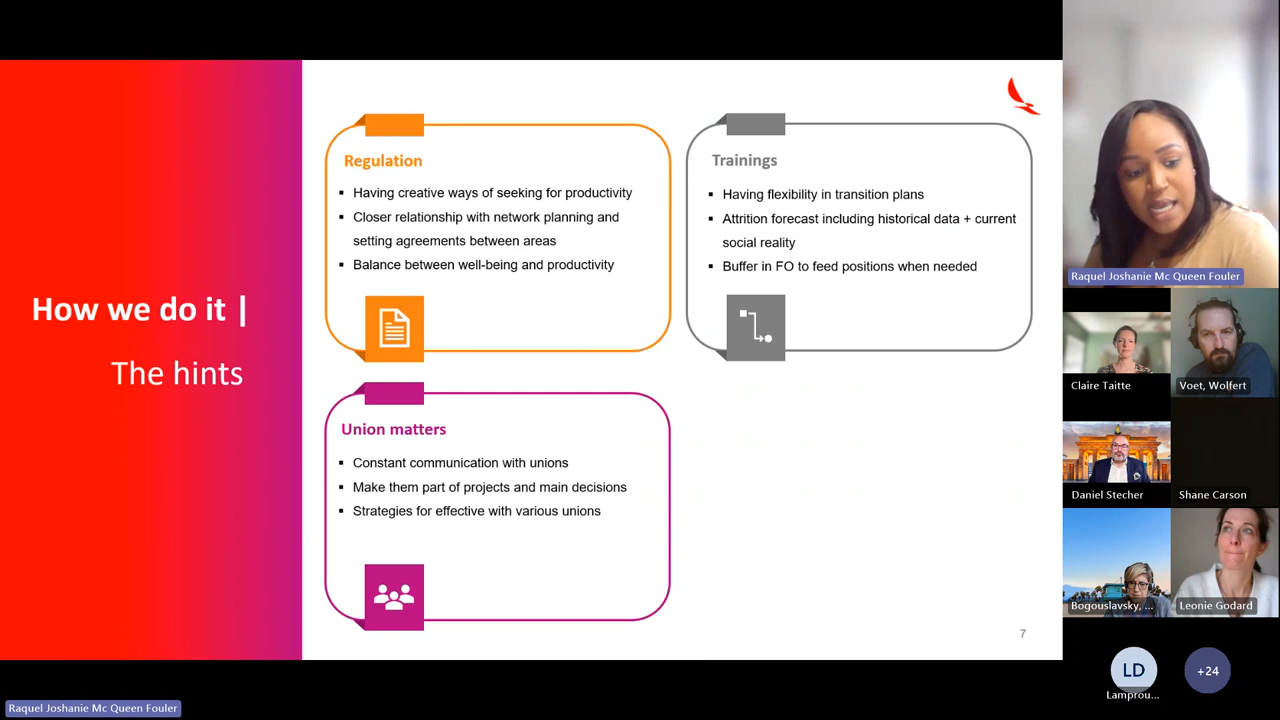 How we do it |
The hints
Regulation
Having creative ways of seeking for productivity
Closer relationship with network planning and
setting agreements between areas
Balance between well-being and productivity
Trainings
Having flexibility in transition plans
Attrition forecast including historical data + current
social reality
Buffer in FO to feed positions when needed
Union matters
Constant communication with unions
Make them part of projects and main decisions
Strategies for effective with various unions
7
Raquel Joshanie Mc Queen Fouler
Claire Taitte
Voet, Wolfert
Daniel Stecher
Shane Carson
Bogouslavsky, ...
Leonie Godard
LD
Lamprou...
+24
Raquel Joshanie Mc Queen Fouler